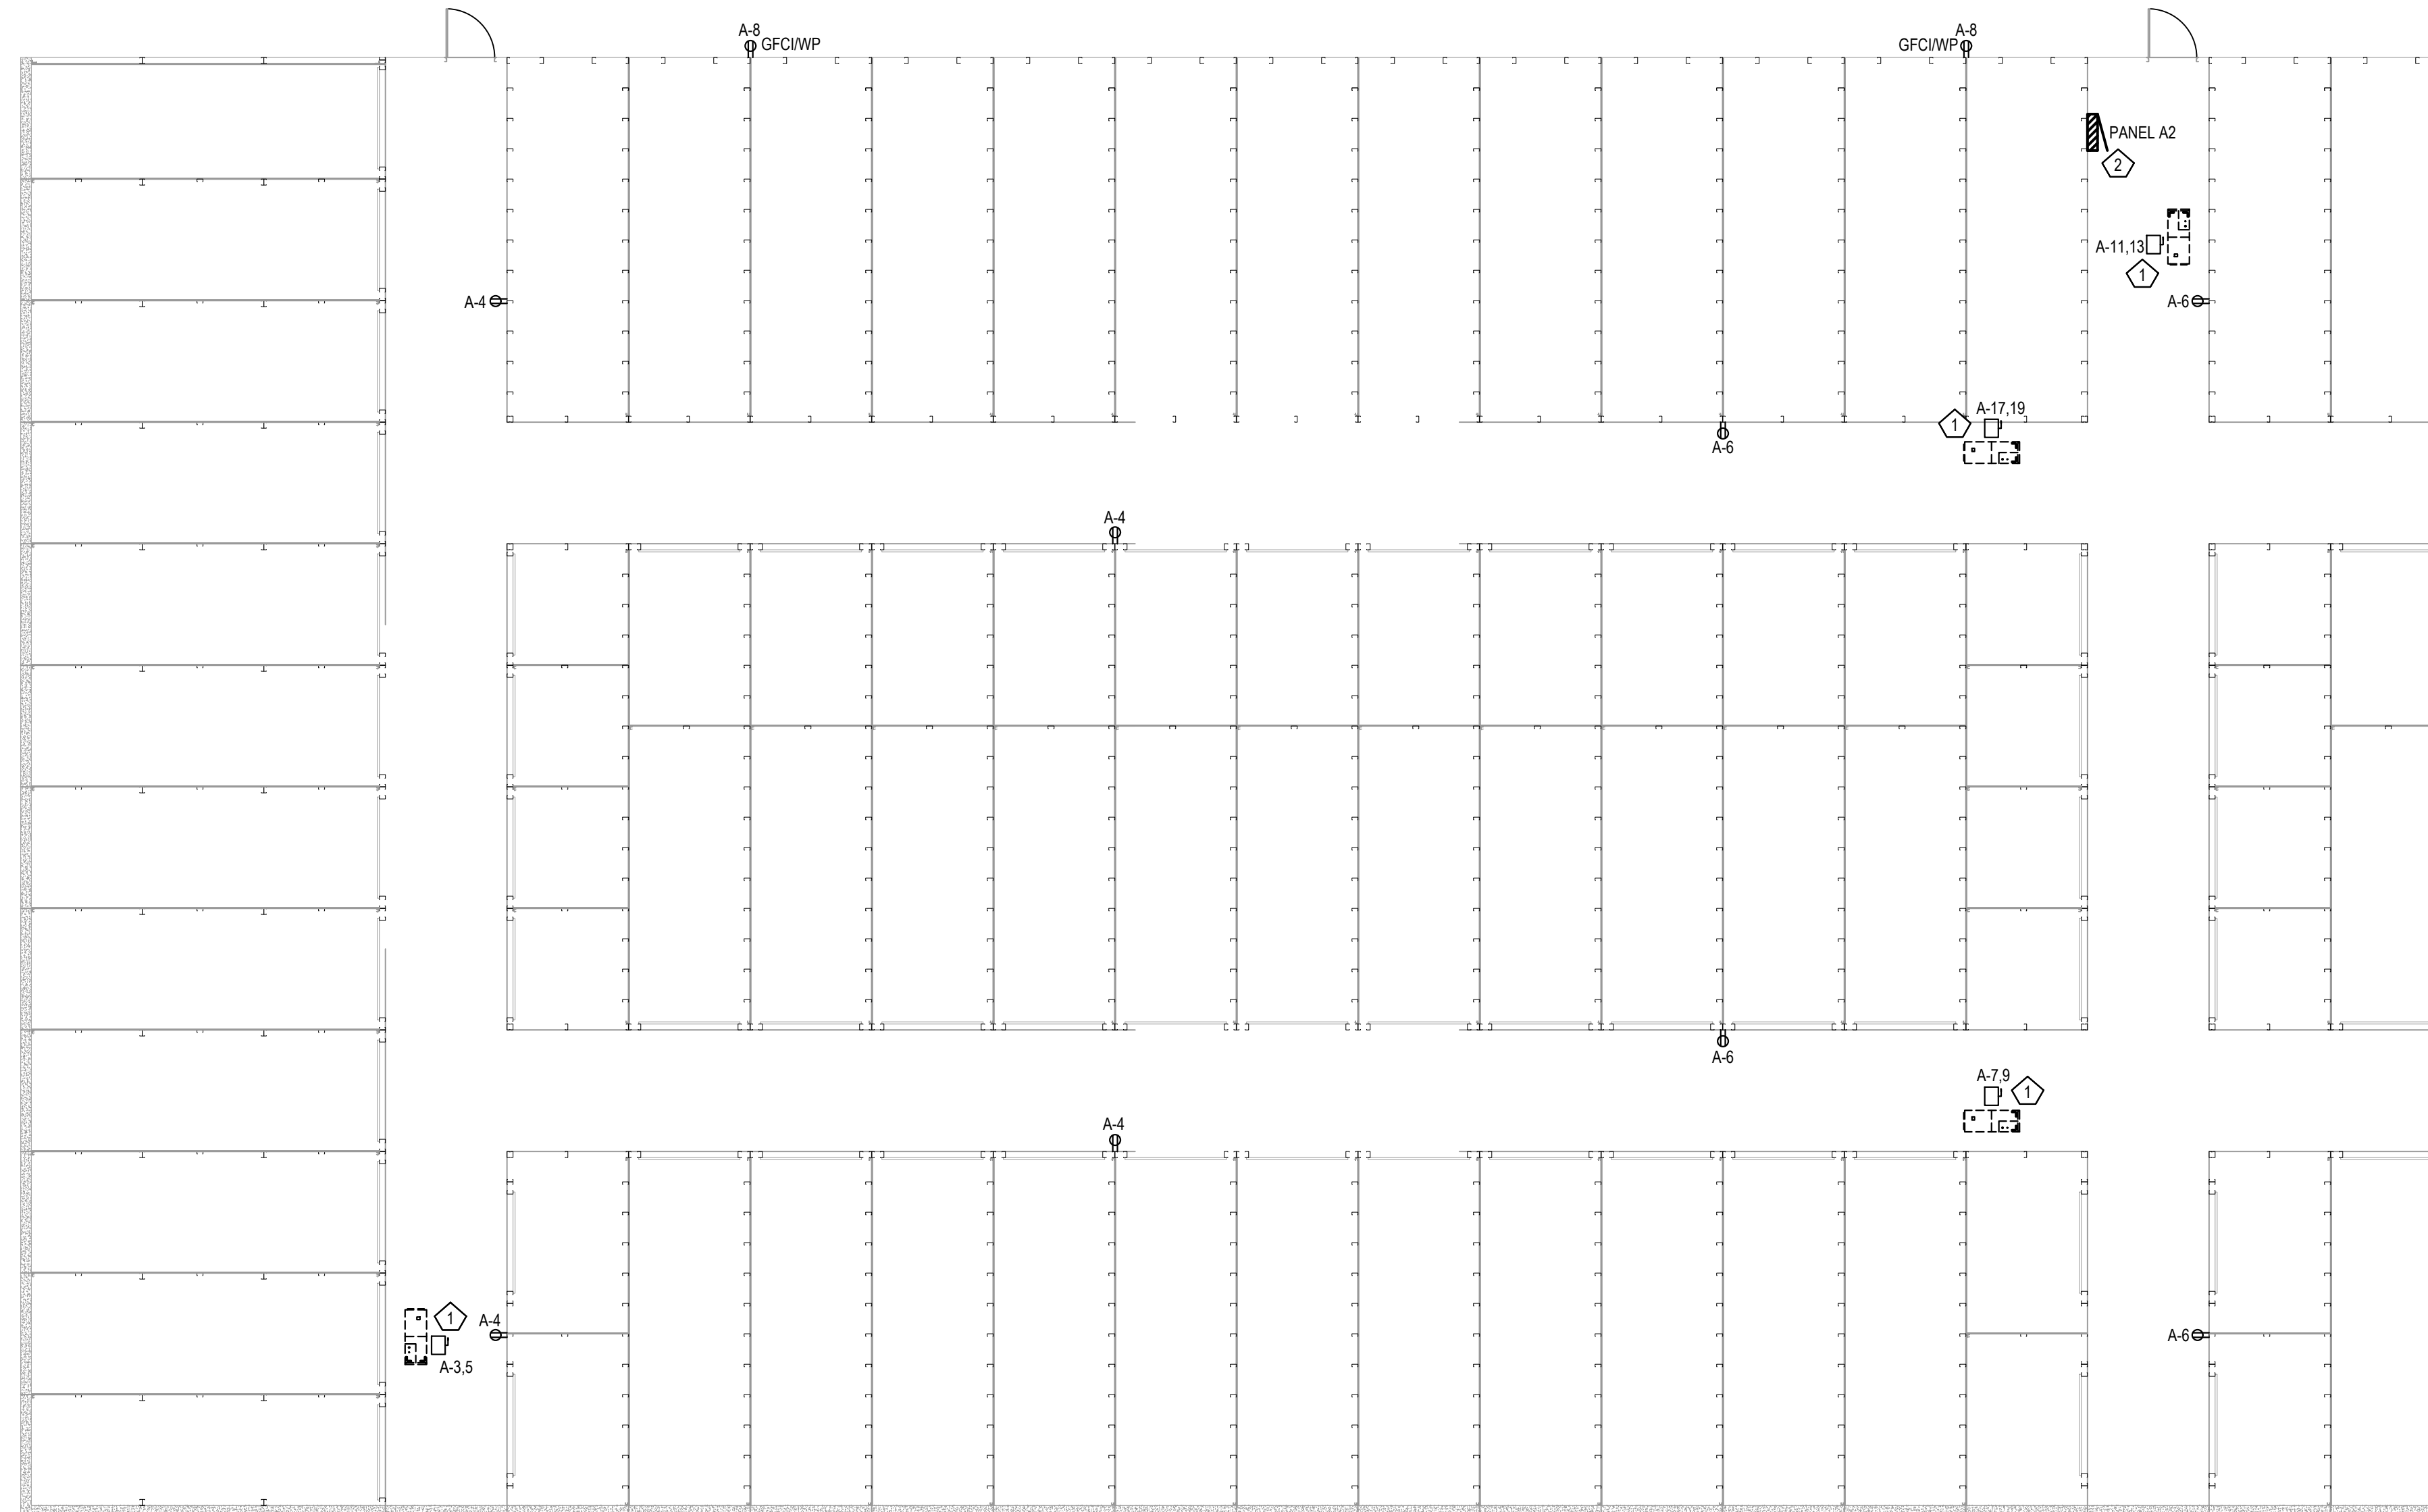 A-8
GFCI/WP
A-8
GFCI/WP
PANEL A2
2
A-11,13
1
A-4
A-6
A-17,19
1
A-6
A-4
A-6
A-7,9
1
A-4
1
A-4
A-3,5
A-6